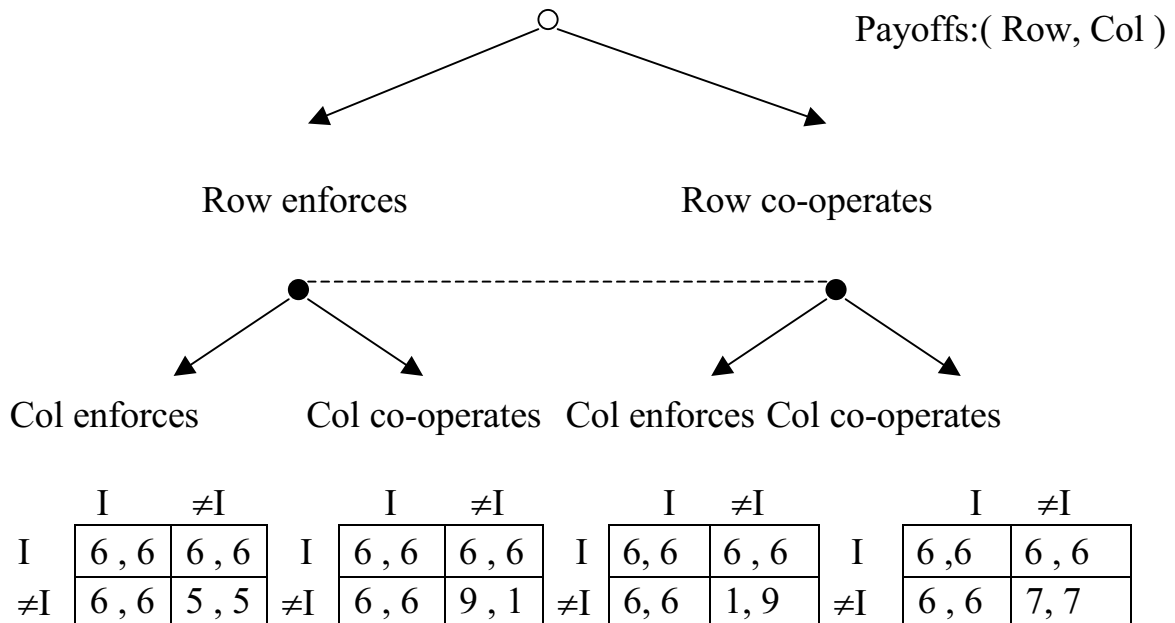 Payoffs:( Row, Col )
Row enforces Row co-operates
Col enforces Col co-operates Col enforces Col co-operates
I ≠I I ≠I I ≠I I ≠I
I 6 , 6 6 , 6 I 6 , 6 6 , 6 I 6, 6 6 , 6 I 6 ,6 6 , 6
≠I 6 , 6 5 , 5 ≠I 6 , 6 9 , 1 ≠I 6, 6 1, 9 ≠I 6 , 6 7, 7